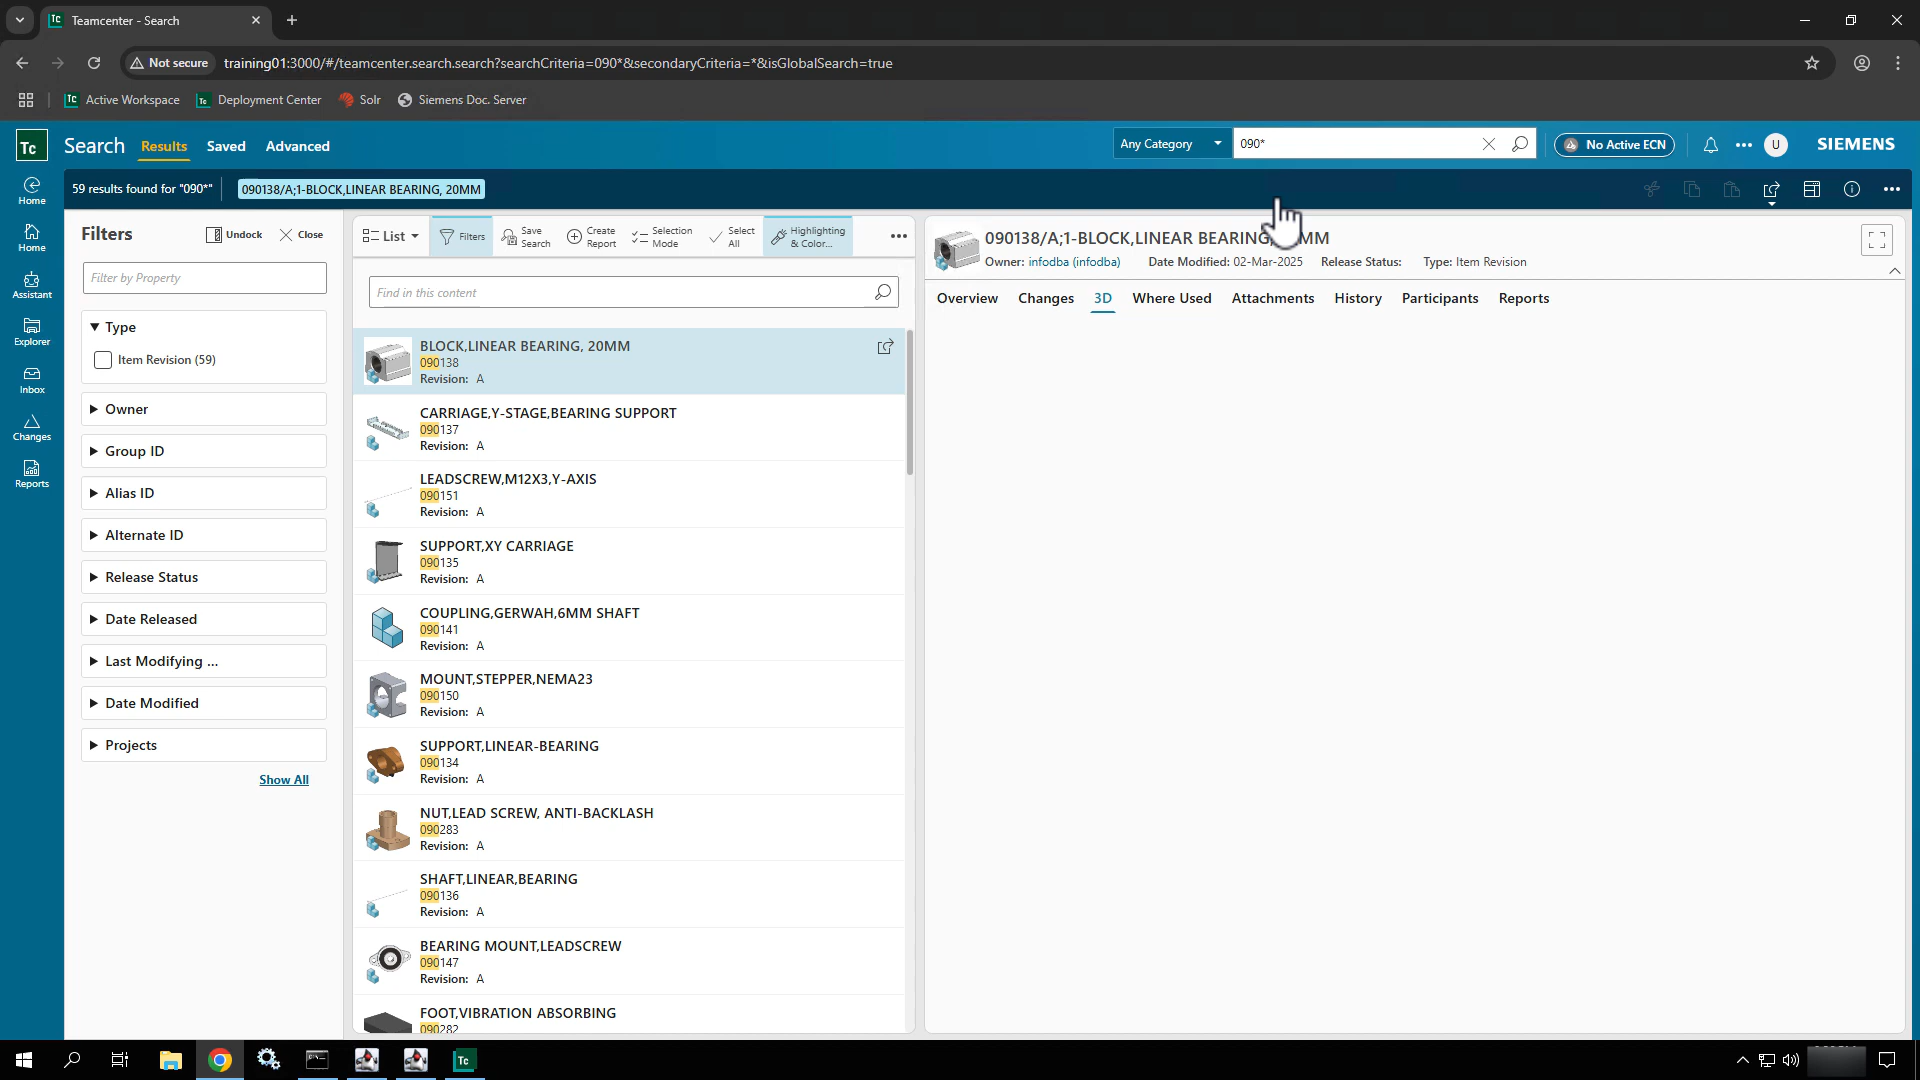 Teamcenter - Search
Not secure
training01:3000/#/teamcenter.search.search?searchCriteria=090*&secondaryCriteria=*&isGlobalSearch=true
Tc Active Workspace
Tc Deployment Center
Solr
Siemens Doc. Server
Tc
Search
Results
Saved
Advanced
Any Category
090*
No Active ECN
U
SIEMENS
59 results found for "090*"
090138/A;1-BLOCK,LINEAR BEARING, 20MM
Home
Home
Assistant
Explorer
Inbox
Changes
Reports
Filters
Undock
Close
Filter by Property
Type
Item Revision (59)
Owner
Group ID
Alias ID
Alternate ID
Release Status
Date Released
Last Modifying ...
Date Modified
Projects
Show All
List
Filters
Save
Search
Create
Report
Selection
Mode
Select
All
Highlighting
& Color...
Find in this content
BLOCK,LINEAR BEARING, 20MM
090138
Revision: A
CARRIAGE,Y-STAGE,BEARING SUPPORT
090137
Revision: A
LEADSCREW,M12X3,Y-AXIS
090151
Revision: A
SUPPORT,XY CARRIAGE
090135
Revision: A
COUPLING,GERWAH,6MM SHAFT
090141
Revision: A
MOUNT,STEPPER,NEMA23
090150
Revision: A
SUPPORT,LINEAR-BEARING
090134
Revision: A
NUT,LEAD SCREW, ANTI-BACKLASH
090283
Revision: A
SHAFT,LINEAR,BEARING
090136
Revision: A
BEARING MOUNT,LEADSCREW
090147
Revision: A
FOOT,VIBRATION ABSORBING
090282
090138/A;1-BLOCK,LINEAR BEARING, MM
Owner: infodba (infodba)
Date Modified: 02-Mar-2025
Release Status:
Type: Item Revision
Overview
Changes
3D
Where Used
Attachments
History
Participants
Reports
Tc